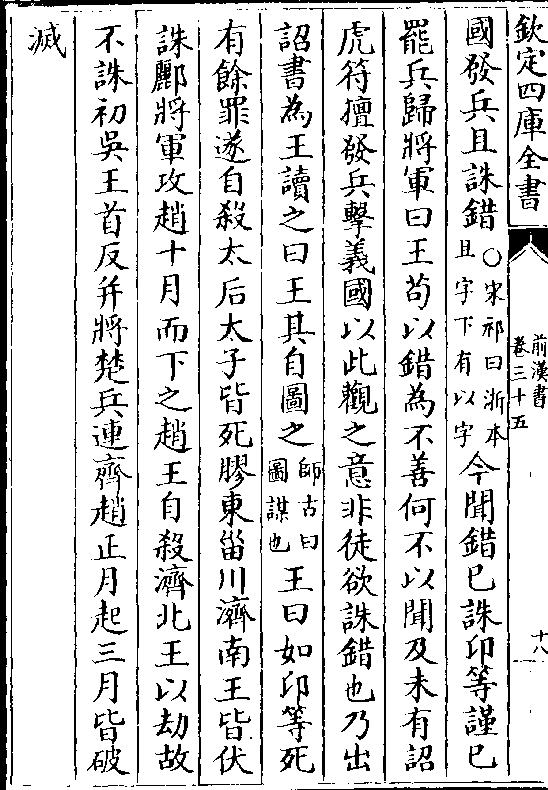 欽定四庫全書
前漢書
卷三十五
十八
國發兵且誅錯○宋祁曰浙本且字下有以字今聞錯已誅卬等謹已
罷兵歸將軍曰王茍以錯為不善何不以聞及未有詔
虎符擅發兵擊義國以此觀之意非徒欲誅錯也乃出
詔書為王讀之曰王其自圖之師古曰圖謀也王曰如卬等死
有餘罪遂自殺太后太子皆死膠東甾川濟南王皆伏
誅酈將軍攻趙十月而下之趙王自殺濟北王以劫故
不誅初吳王首反并將楚兵連齊趙正月起三月皆破
滅